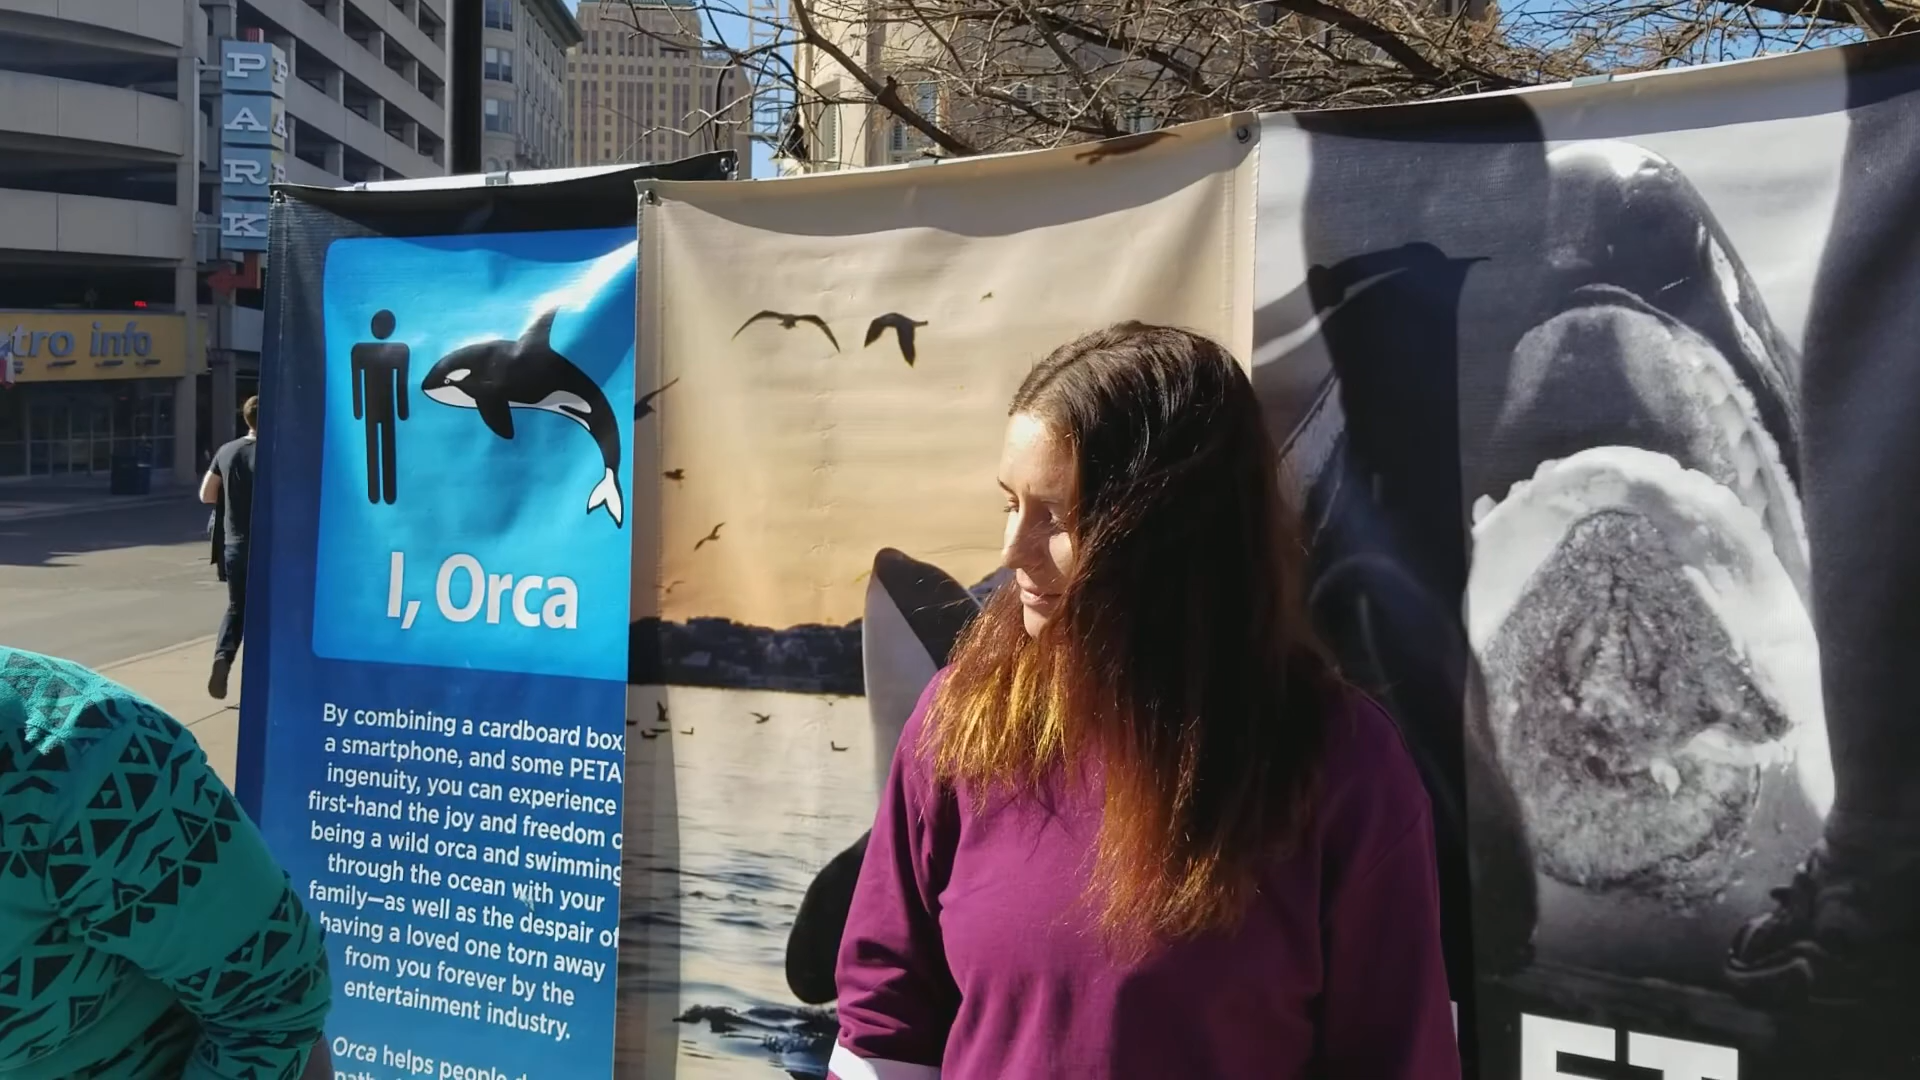 PARK
tro info
I, Orca
By combining a cardboard box,
a smartphone, and some PETA
ingenuity, you can experience
first-hand the joy and freedom o
being a wild orca and swimming
through the ocean with your
family—as well as the despair of
having a loved one torn away
from you forever by the
entertainment industry.
Orca helps people